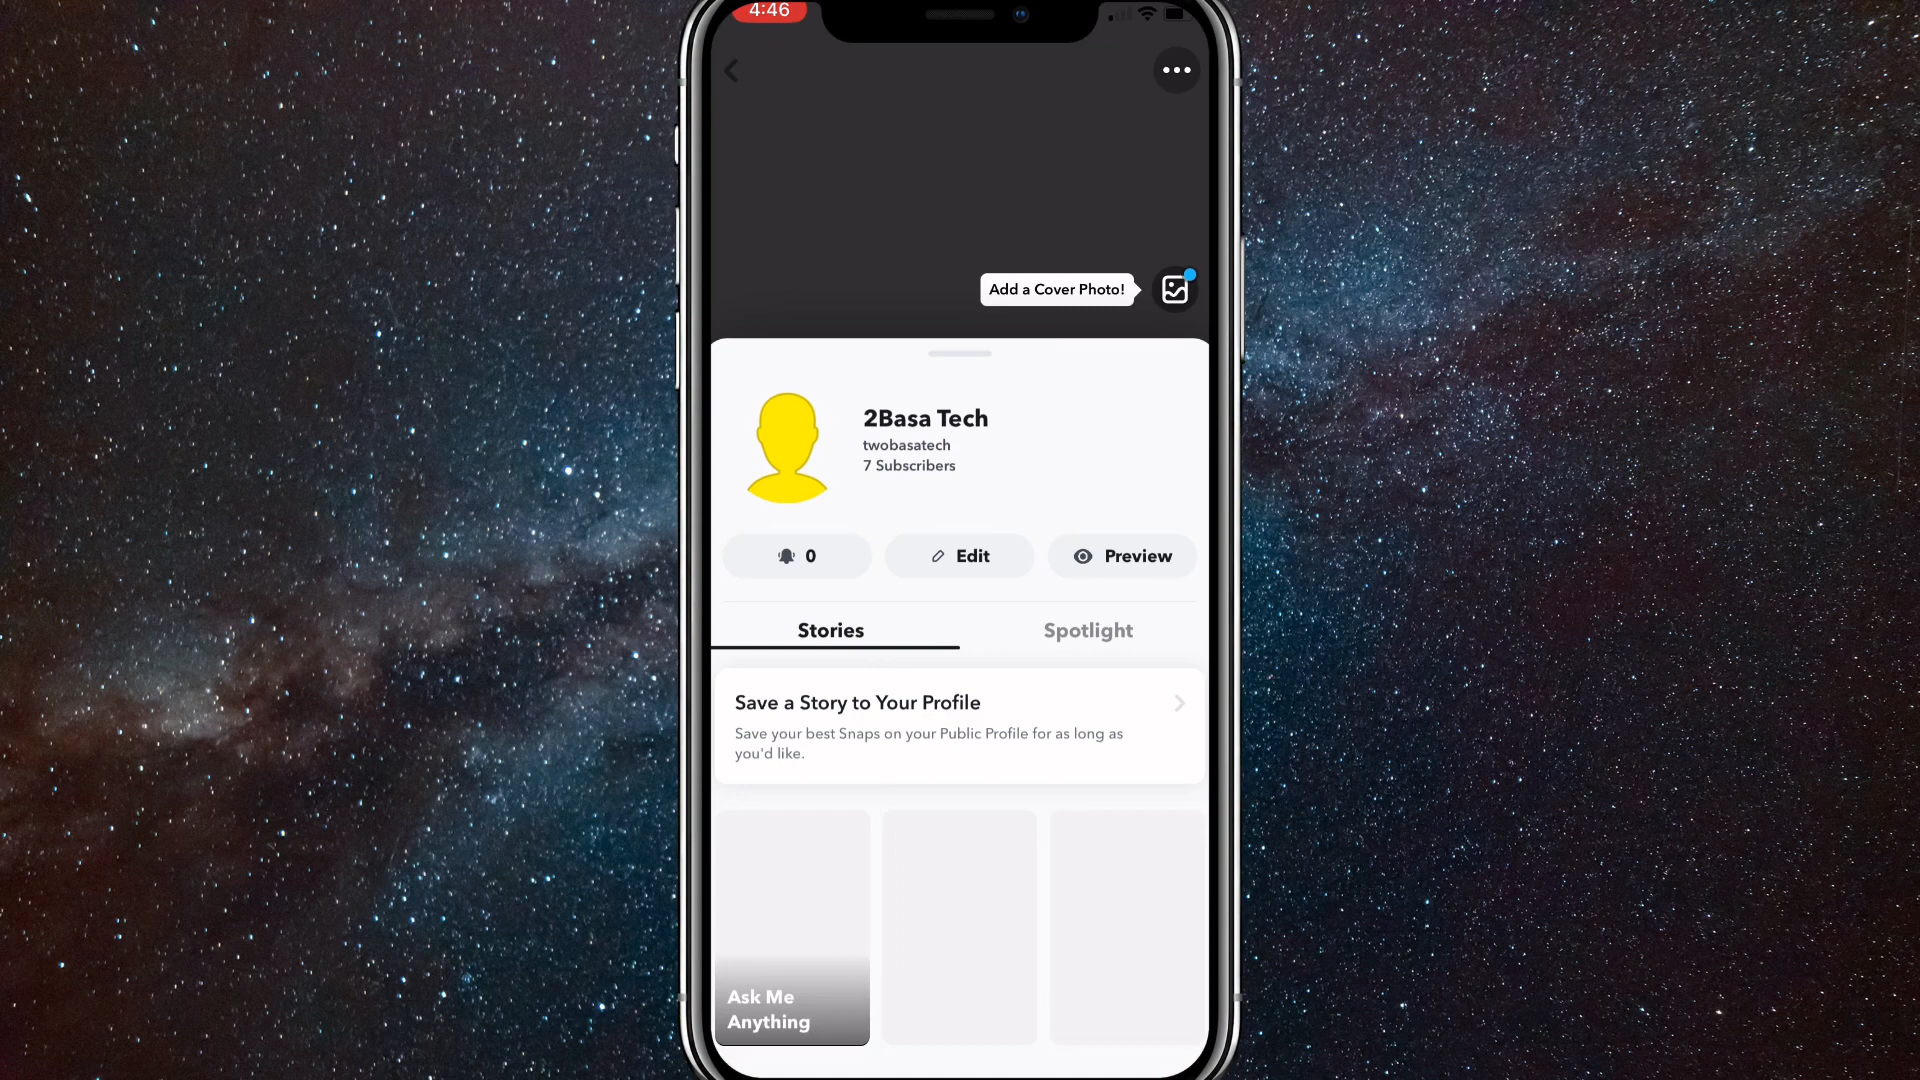 4:46
Add a Cover Photo!
2Basa Tech
twobasatech
7 Subscribers
0
Edit
Preview
Stories
Spotlight
Save a Story to Your Profile
Save your best Snaps on your Public Profile for as long as
you'd like.
Ask Me
Anything